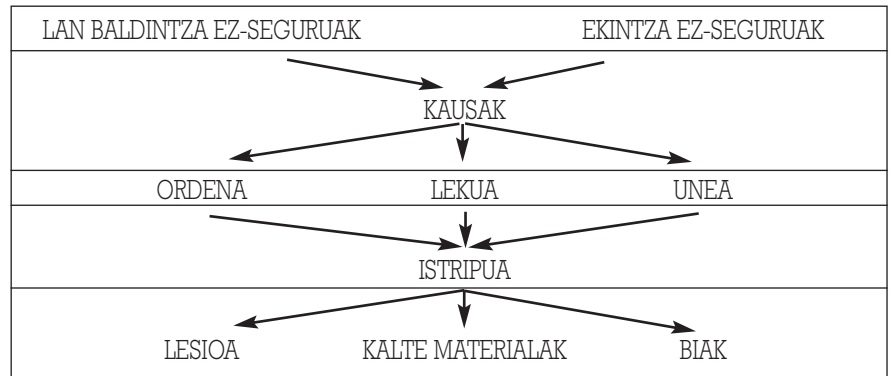 LAN BALDINTZA EZ-SEGURUAK EKINTZA EZ-SEGURUAK
KAUSAK
ORDENA LEKUA UNEA
ISTRIPUA
LESIOA KALTE MATERIALAK BIAK